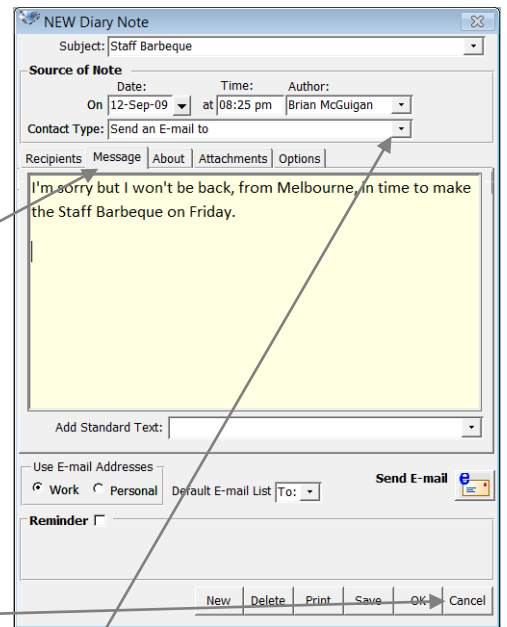 NEW Diary Note
Subject: Staff Barbeque
Source of Note
Date: Time: Author:
On 12-Sep-09 at 08:25 pm Brian McGuigan
Contact Type: Send an E-mail to
Recipients Message About Attachments Options
I'm sorry but I won't be back, from Melbourne, in time to make
the Staff Barbeque on Friday.
Add Standard Text:
Use E-mail Addresses
Work Personal Default E-mail List To: Send E-mail
Reminder
New Delete Print Save OK Cancel